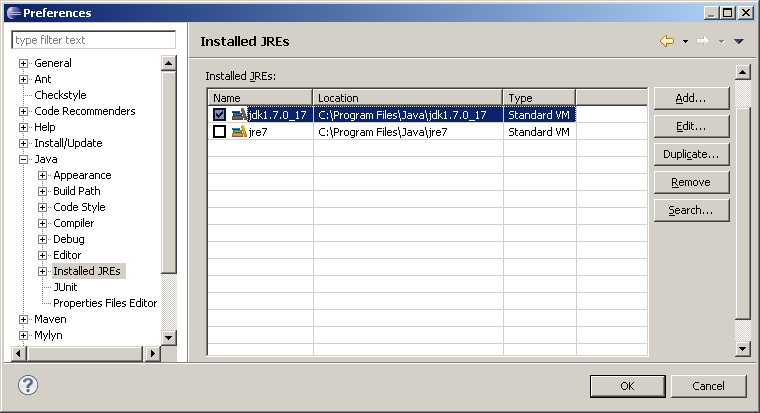 Preferences
type filter text
General
Ant
Checkstyle
Code Recommenders
Help
Install/Update
Java
Appearance
Build Path
Code Style
Compiler
Debug
Editor
Installed JREs
JUnit
Properties Files Editor
Maven
Mylyn
Installed JREs
Installed JREs:
Name Location Type
jdk1.7.0_17 C:\Program Files\Java\jdk1.7.0_17 Standard VM
jre7 C:\Program Files\Java\jre7 Standard VM
Add...
Edit...
Duplicate...
Remove
Search...
?
OK Cancel